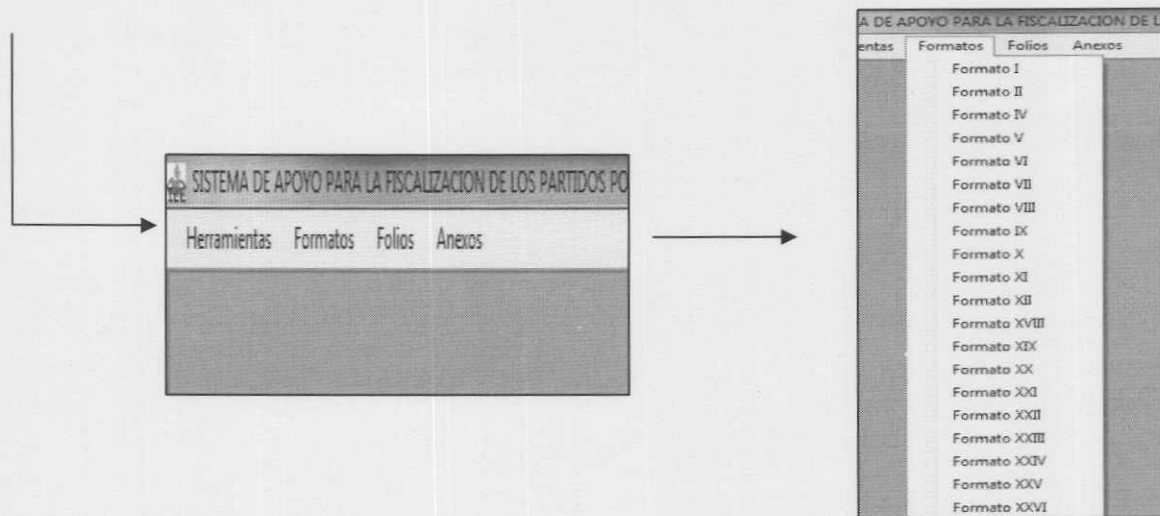 SISTEMA DE APOYO PARA LA FISCALIZACION DE LOS PARTIDOS PO
Herramientas Formatos Folios Anexos
A DE APOYO PARA LA FISCALIZACION DE L
entas Formatos Folios Anexos
Formato I
Formato II
Formato IV
Formato V
Formato VI
Formato VII
Formato VIII
Formato IX
Formato X
Formato XI
Formato XII
Formato XVIII
Formato XIX
Formato XX
Formato XXI
Formato XXII
Formato XXIII
Formato XXIV
Formato XXV
Formato XXVI